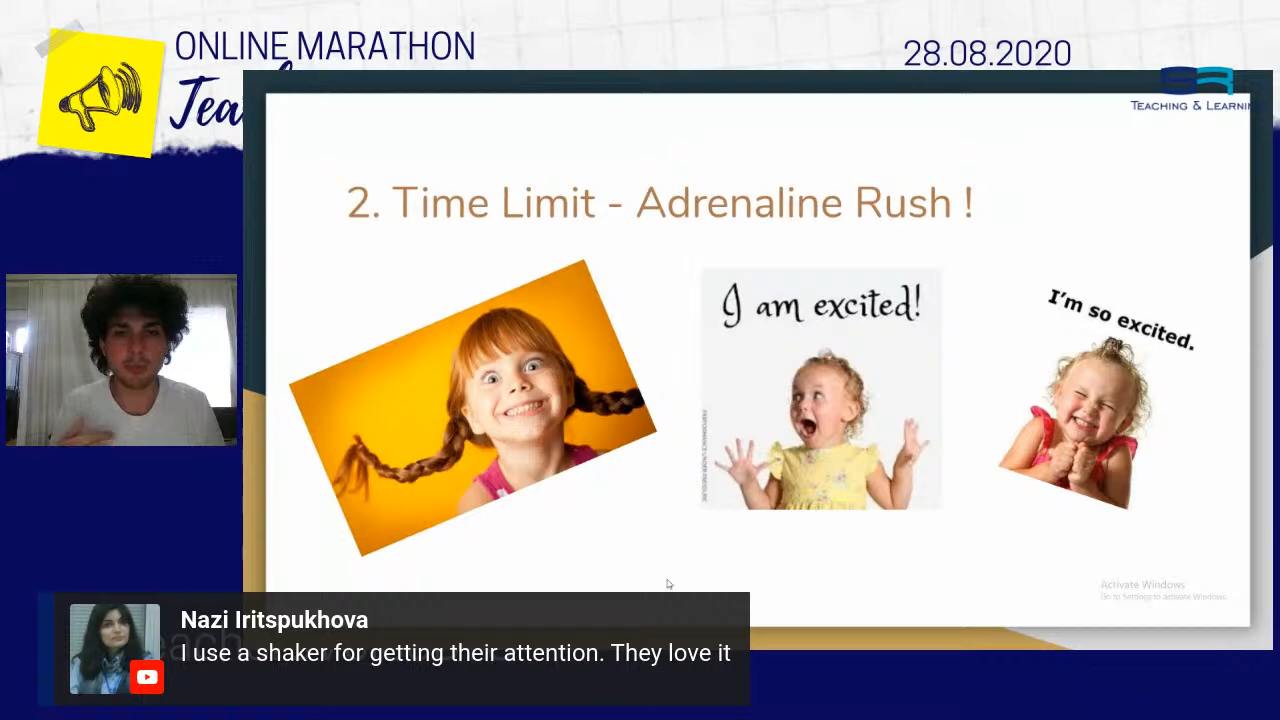 ONLINE MARATHON
28.08.2020
Tea
TEACHING & LEARNIN
2. Time Limit - Adrenaline Rush !
I am excited!
I'm so excited.
Activate Windows
Go to Settings to activate Windows.
Nazi Iritspukhova
I use a shaker for getting their attention. They love it